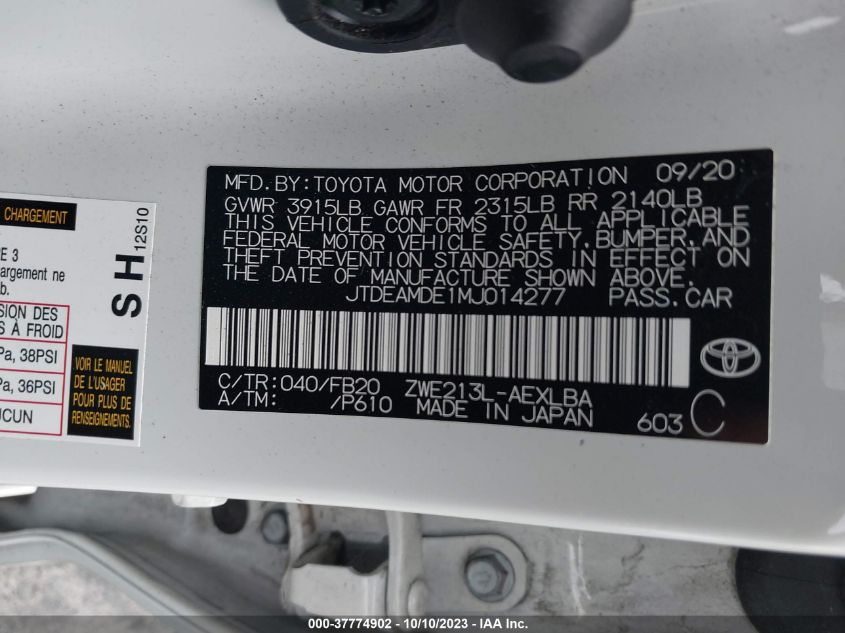 CHARGEMENT
E 3
argement ne
b.
SION DES
S À FROID
Pa, 38PSI
a, 36PSI
UCUN
VOIR LE MANUEL
DE L'USAGER
POUR PLUS DE
RENSEIGNEMENTS.
SH
12S10
MFD. BY: TOYOTA MOTOR CORPORATION 09/20
GVWR 3915LB GAWR FR 2315LB RR 2140LB
THIS VEHICLE CONFORMS TO ALL APPLICABLE
FEDERAL MOTOR VEHICLE SAFETY, BUMPER, AND
THEFT PREVENTION STANDARDS IN EFFECT ON
THE DATE OF MANUFACTURE SHOWN ABOVE.
JTDEAMDE1MJ014277 PASS.CAR
C/TR: 040/FB20 ZWE213L-AEXLBA
A/TM: /P610 MADE IN JAPAN 603 C
000-37774902 - 10/10/2023 - IAA